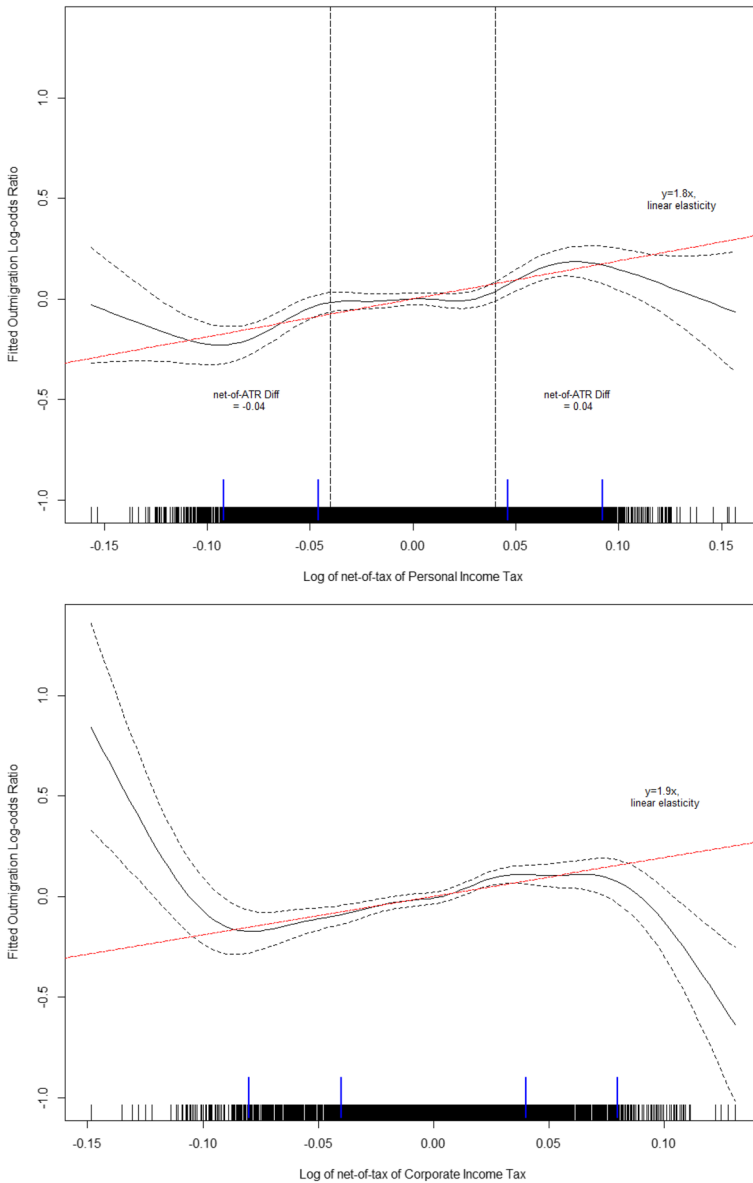 1.0
0.5
0.0
-0.5
-1.0
Fitted Outmigration Log-odds Ratio
y=1.8x,
linear elasticity
net-of-ATR Diff
= -0.04
net-of-ATR Diff
= 0.04
-0.15 -0.10 -0.05 0.00 0.05 0.10 0.15
Log of net-of-tax of Personal Income Tax
1.0
0.5
0.0
-0.5
-1.0
Fitted Outmigration Log-odds Ratio
y=1.9x,
linear elasticity
-0.15 -0.10 -0.05 0.00 0.05 0.10
Log of net-of-tax of Corporate Income Tax